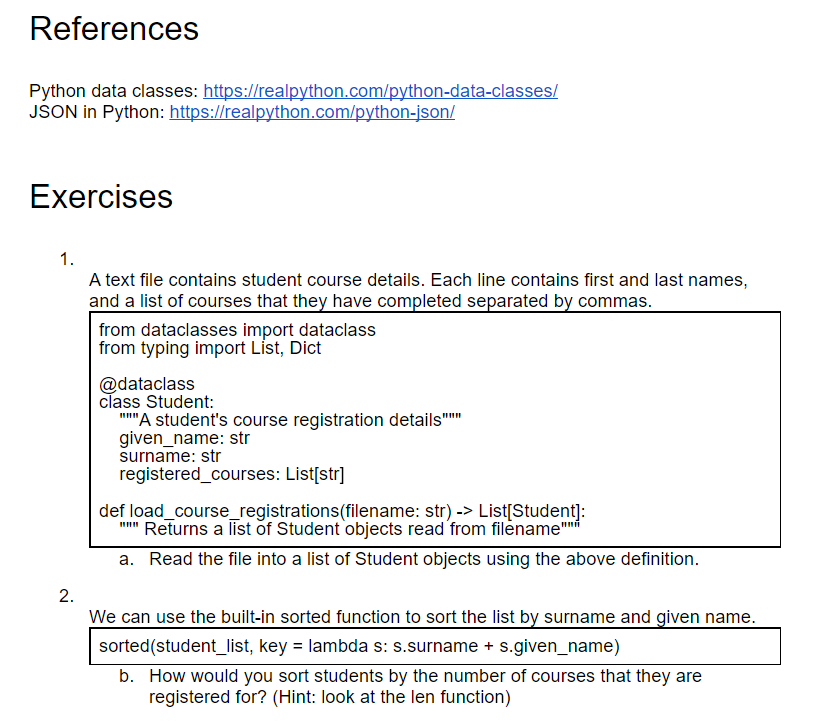 References
Python data classes: https://realpython.com/python-data-classes/
JSON in Python: https://realpython.com/python-json/
Exercises
1.
A text file contains student course details. Each line contains first and last names,
and a list of courses that they have completed separated by commas.
from dataclasses import dataclass
from typing import List, Dict
@dataclass
class Student:
"""A student's course registration details"""
given_name: str
surname: str
registered_courses: List[str]
def load_course_registrations(filename: str) -> List[Student]:
""" Returns a list of Student objects read from filename"""
a. Read the file into a list of Student objects using the above definition.
2.
We can use the built-in sorted function to sort the list by surname and given name.
sorted(student_list, key = lambda s: s.surname + s.given_name)
b. How would you sort students by the number of courses that they are
registered for? (Hint: look at the len function)